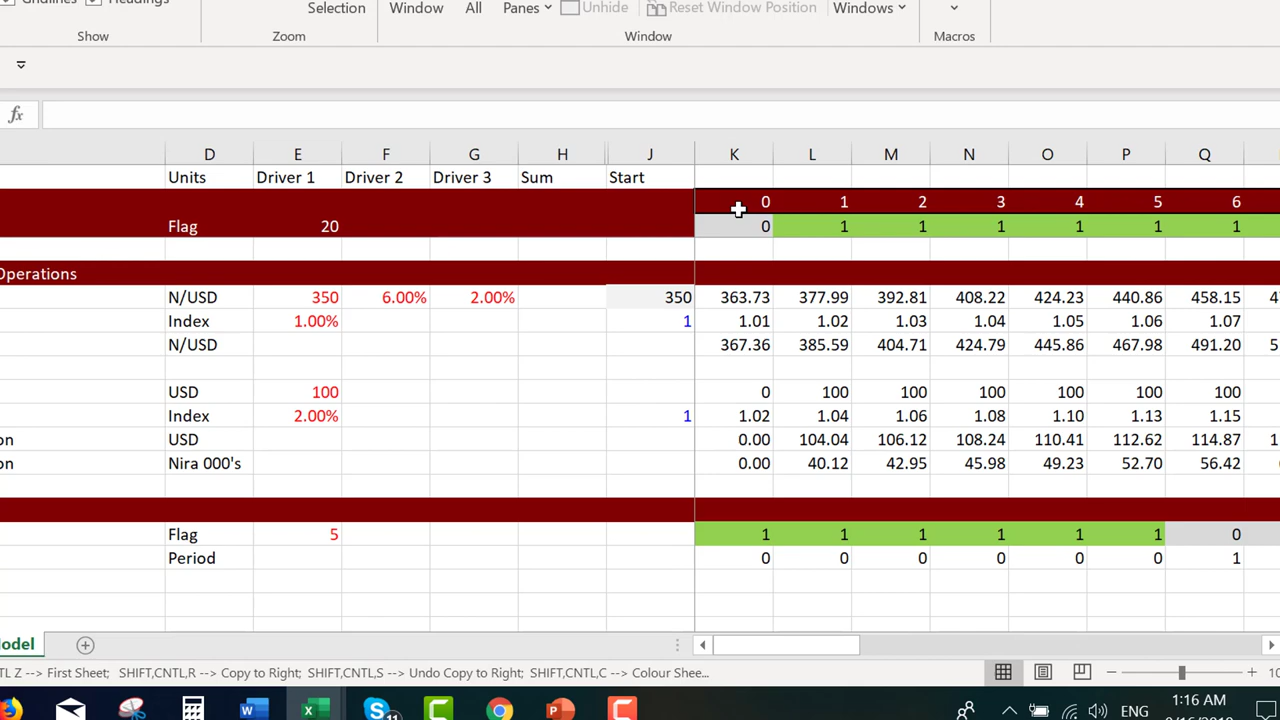 Gridlines Headings
Selection Window All Panes Unhide Reset Window Position Windows
Show Zoom Window Macros
fx
D E F G H J K L M N O P Q
Units Driver 1 Driver 2 Driver 3 Sum Start
0 1 2 3 4 5 6
Flag 20 0 1 1 1 1 1 1
Operations
N/USD 350 6.00% 2.00% 350 363.73 377.99 392.81 408.22 424.23 440.86 458.15 4
Index 1.00% 1 1.01 1.02 1.03 1.04 1.05 1.06 1.07
N/USD 367.36 385.59 404.71 424.79 445.86 467.98 491.20 5
USD 100 0 100 100 100 100 100 100
Index 2.00% 1 1.02 1.04 1.06 1.08 1.10 1.13 1.15
on USD 0.00 104.04 106.12 108.24 110.41 112.62 114.87 1
on Nira 000's 0.00 40.12 42.95 45.98 49.23 52.70 56.42
Flag 5 1 1 1 1 1 1 0
Period 0 0 0 0 0 0 1
odel
TL Z --> First Sheet; SHIFT,CNTL,R --> Copy to Right; SHIFT,CNTL,S --> Undo Copy to Right; SHIFT,CNTL,C --> Colour Shee... 10
11 ENG 1:16 AM